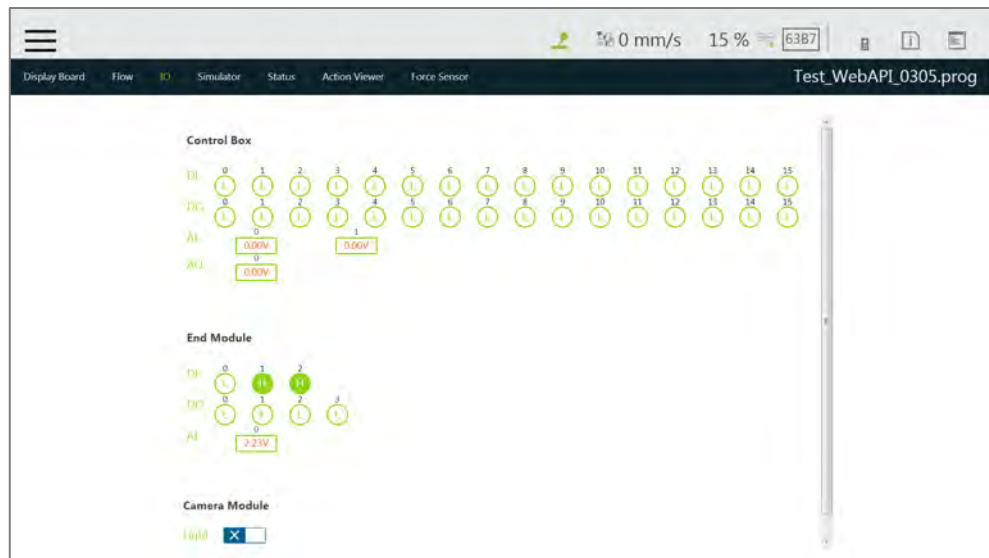 0 mm/s 15 % 63B7
Display Board Flow IO Simulator Status Action Viewer Force Sensor Test_WebAPI_0305.prog
Control Box
DI 0 1 2 3 4 5 6 7 8 9 10 11 12 13 14 15
L L L L L L L L L L L L L L L L
DO 0 1 2 3 4 5 6 7 8 9 10 11 12 13 14 15
L L L L L L L L L L L L L L L L
AI 0 1
0.00V 0.00V
AO 0
0.00V
End Module
DI 0 1 2
L H H
DO 0 1 2 3
L L L L
AI 0
2.23V
Camera Module
Light